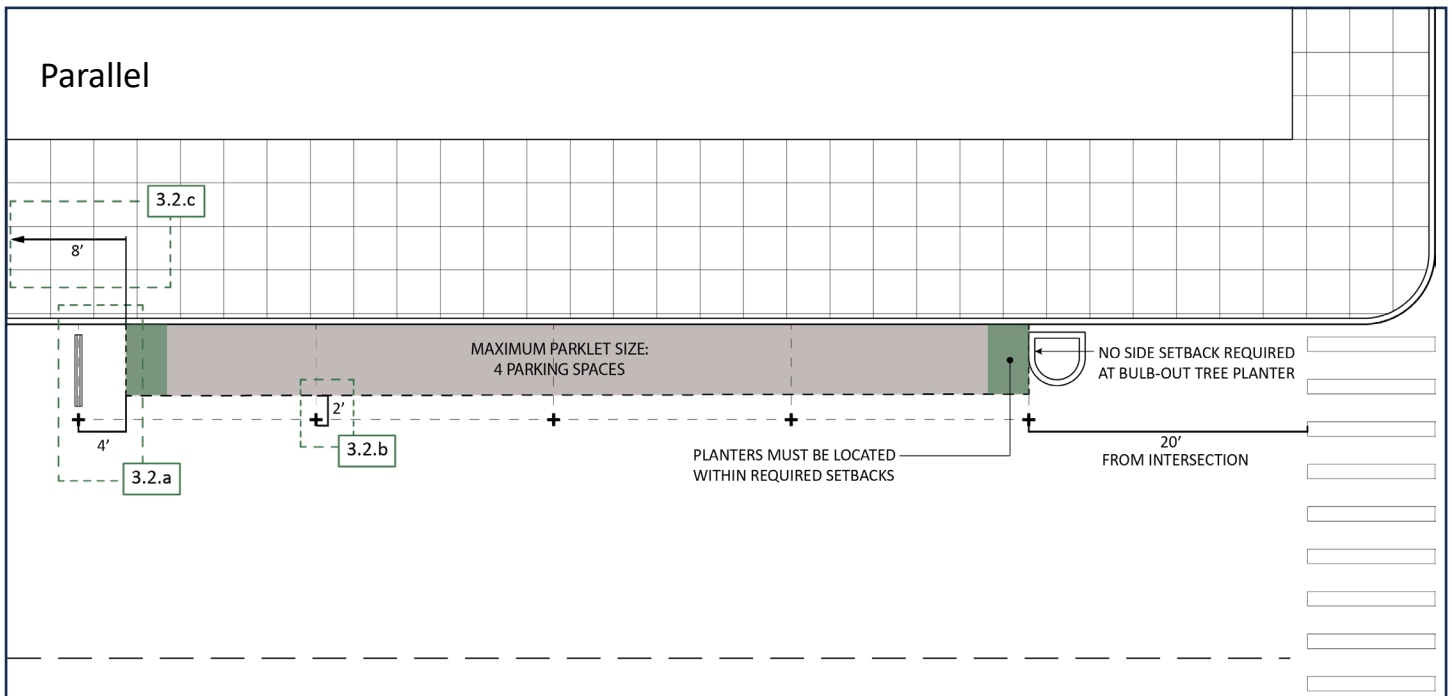 Parallel
3.2.c
8’
MAXIMUM PARKLET SIZE:
4 PARKING SPACES
NO SIDE SETBACK REQUIRED
AT BULB-OUT TREE PLANTER
2’
4’
3.2.b
3.2.a
PLANTERS MUST BE LOCATED
WITHIN REQUIRED SETBACKS
20’
FROM INTERSECTION